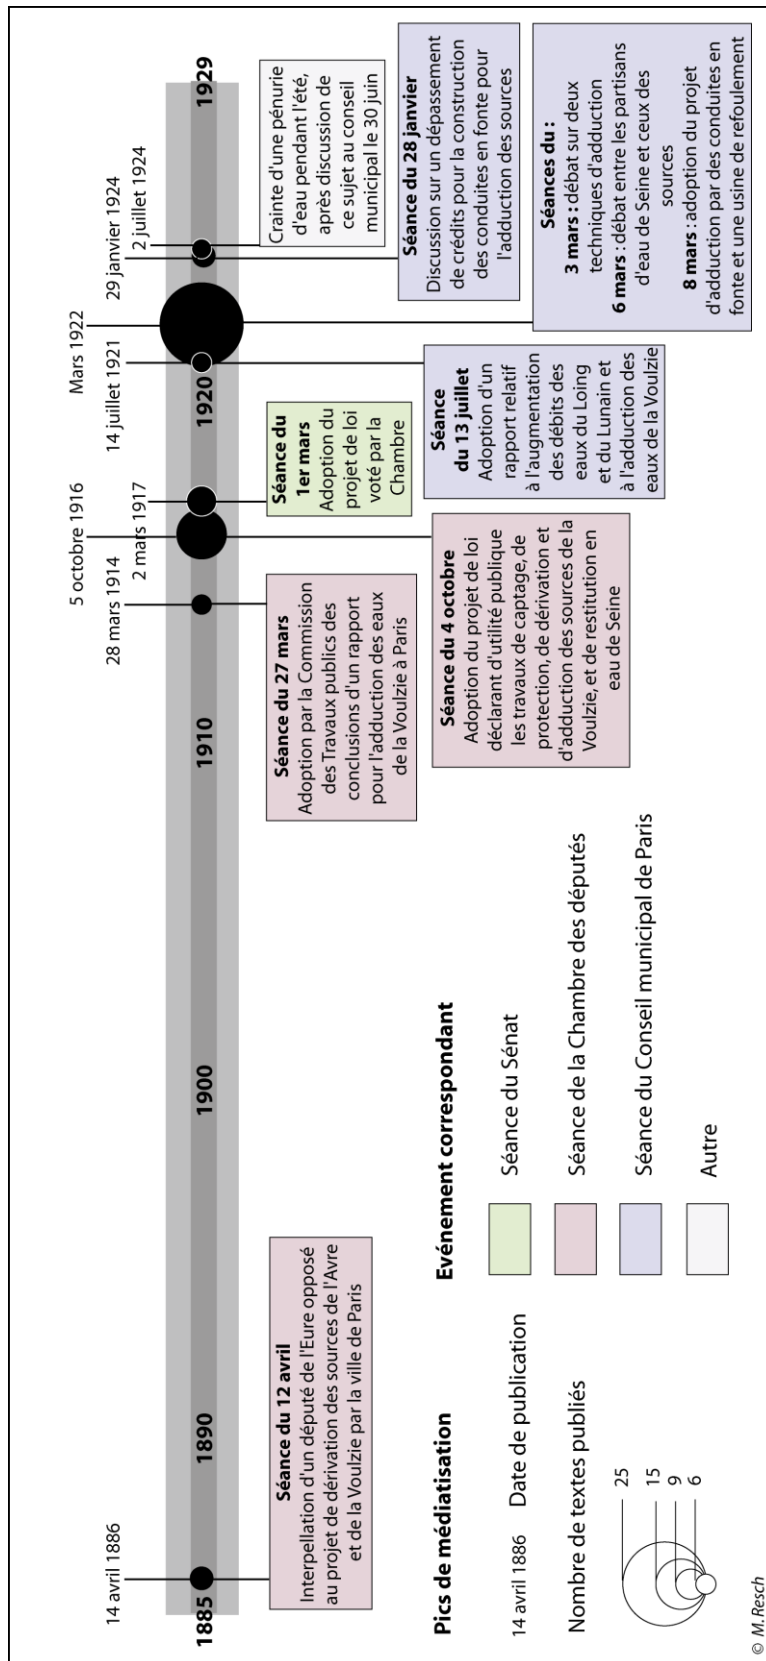 14 avril 1886
28 mars 1914
5 octobre 1916
2 mars 1917
14 juillet 1921
Mars 1922
29 janvier 1924
2 juillet 1924
1885
1890
1900
1910
1920
1929
Séance du 12 avril
Interpellation d'un député de l'Eure opposé
au projet de dérivation des sources de l'Avre
et de la Voulzie par la ville de Paris
Séance du 27 mars
Adoption par la Commission
des Travaux publics des
conclusions d'un rapport
pour l'adduction des eaux
de la Voulzie à Paris
Séance du 4 octobre
Adoption du projet de loi
déclarant d'utilité publique
les travaux de captage, de
protection, de dérivation et
d'adduction des sources de la
Voulzie, et de restitution en
eau de Seine
Séance du
1er mars
Adoption du
projet de loi
voté par la
Chambre
Séance
du 13 juillet
Adoption d'un
rapport relatif
à l'augmentation
des débits des
eaux du Loing
et du Lunain et
à l'adduction des
eaux de la Voulzie
Séances du :
3 mars : débat sur deux
techniques d'adduction
6 mars : débat entre les partisans
d'eau de Seine et ceux des
sources
8 mars : adoption du projet
d'adduction par des conduites en
fonte et une usine de refoulement
Séance du 28 janvier
Discussion sur un dépassement
de crédits pour la construction
des conduites en fonte pour
l'adduction des sources
Crainte d'une pénurie
d'eau pendant l'été,
après discussion de
ce sujet au conseil
municipal le 30 juin
Pics de médiatisation
14 avril 1886 Date de publication
Nombre de textes publiés
25
15
9
6
Evénement correspondant
Séance du Sénat
Séance de la Chambre des députés
Séance du Conseil municipal de Paris
Autre
© M.Resch